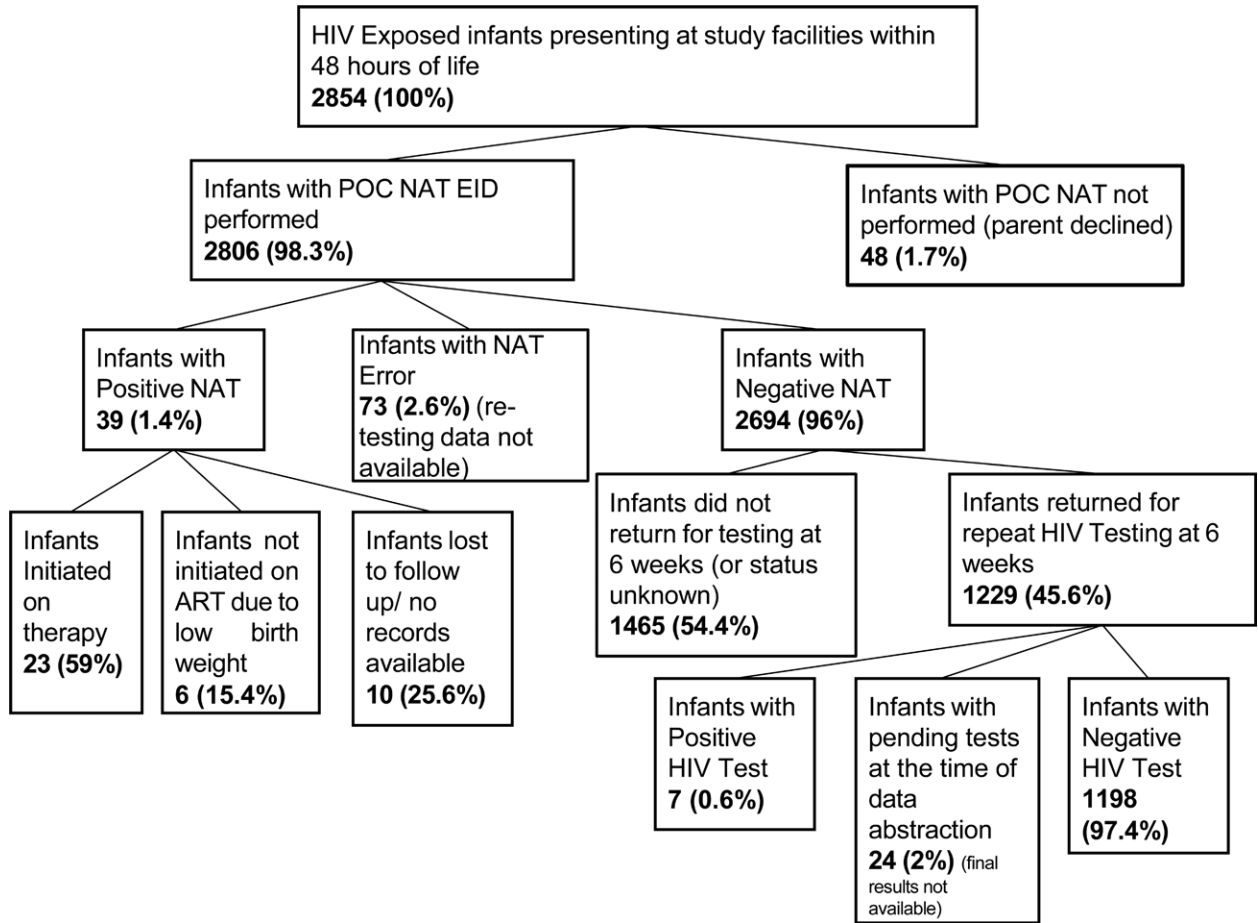 HIV Exposed infants presenting at study facilities within
48 hours of life
2854 (100%)
Infants with POC NAT EID
performed
2806 (98.3%)
Infants with POC NAT not
performed (parent declined)
48 (1.7%)
Infants with
Positive NAT
39 (1.4%)
Infants with NAT
Error
73 (2.6%) (re-
testing data not
available)
Infants with
Negative NAT
2694 (96%)
Infants
Initiated
on
therapy
23 (59%)
Infants not
initiated on
ART due to
low birth
weight
6 (15.4%)
Infants lost
to follow
up/ no
records
available
10 (25.6%)
Infants did not
return for testing at
6 weeks (or status
unknown)
1465 (54.4%)
Infants returned for
repeat HIV Testing at 6
weeks
1229 (45.6%)
Infants with
Positive
HIV Test
7 (0.6%)
Infants with
pending tests
at the time of
data
abstraction
24 (2%) (final
results not
available)
Infants with
Negative
HIV Test
1198
(97.4%)